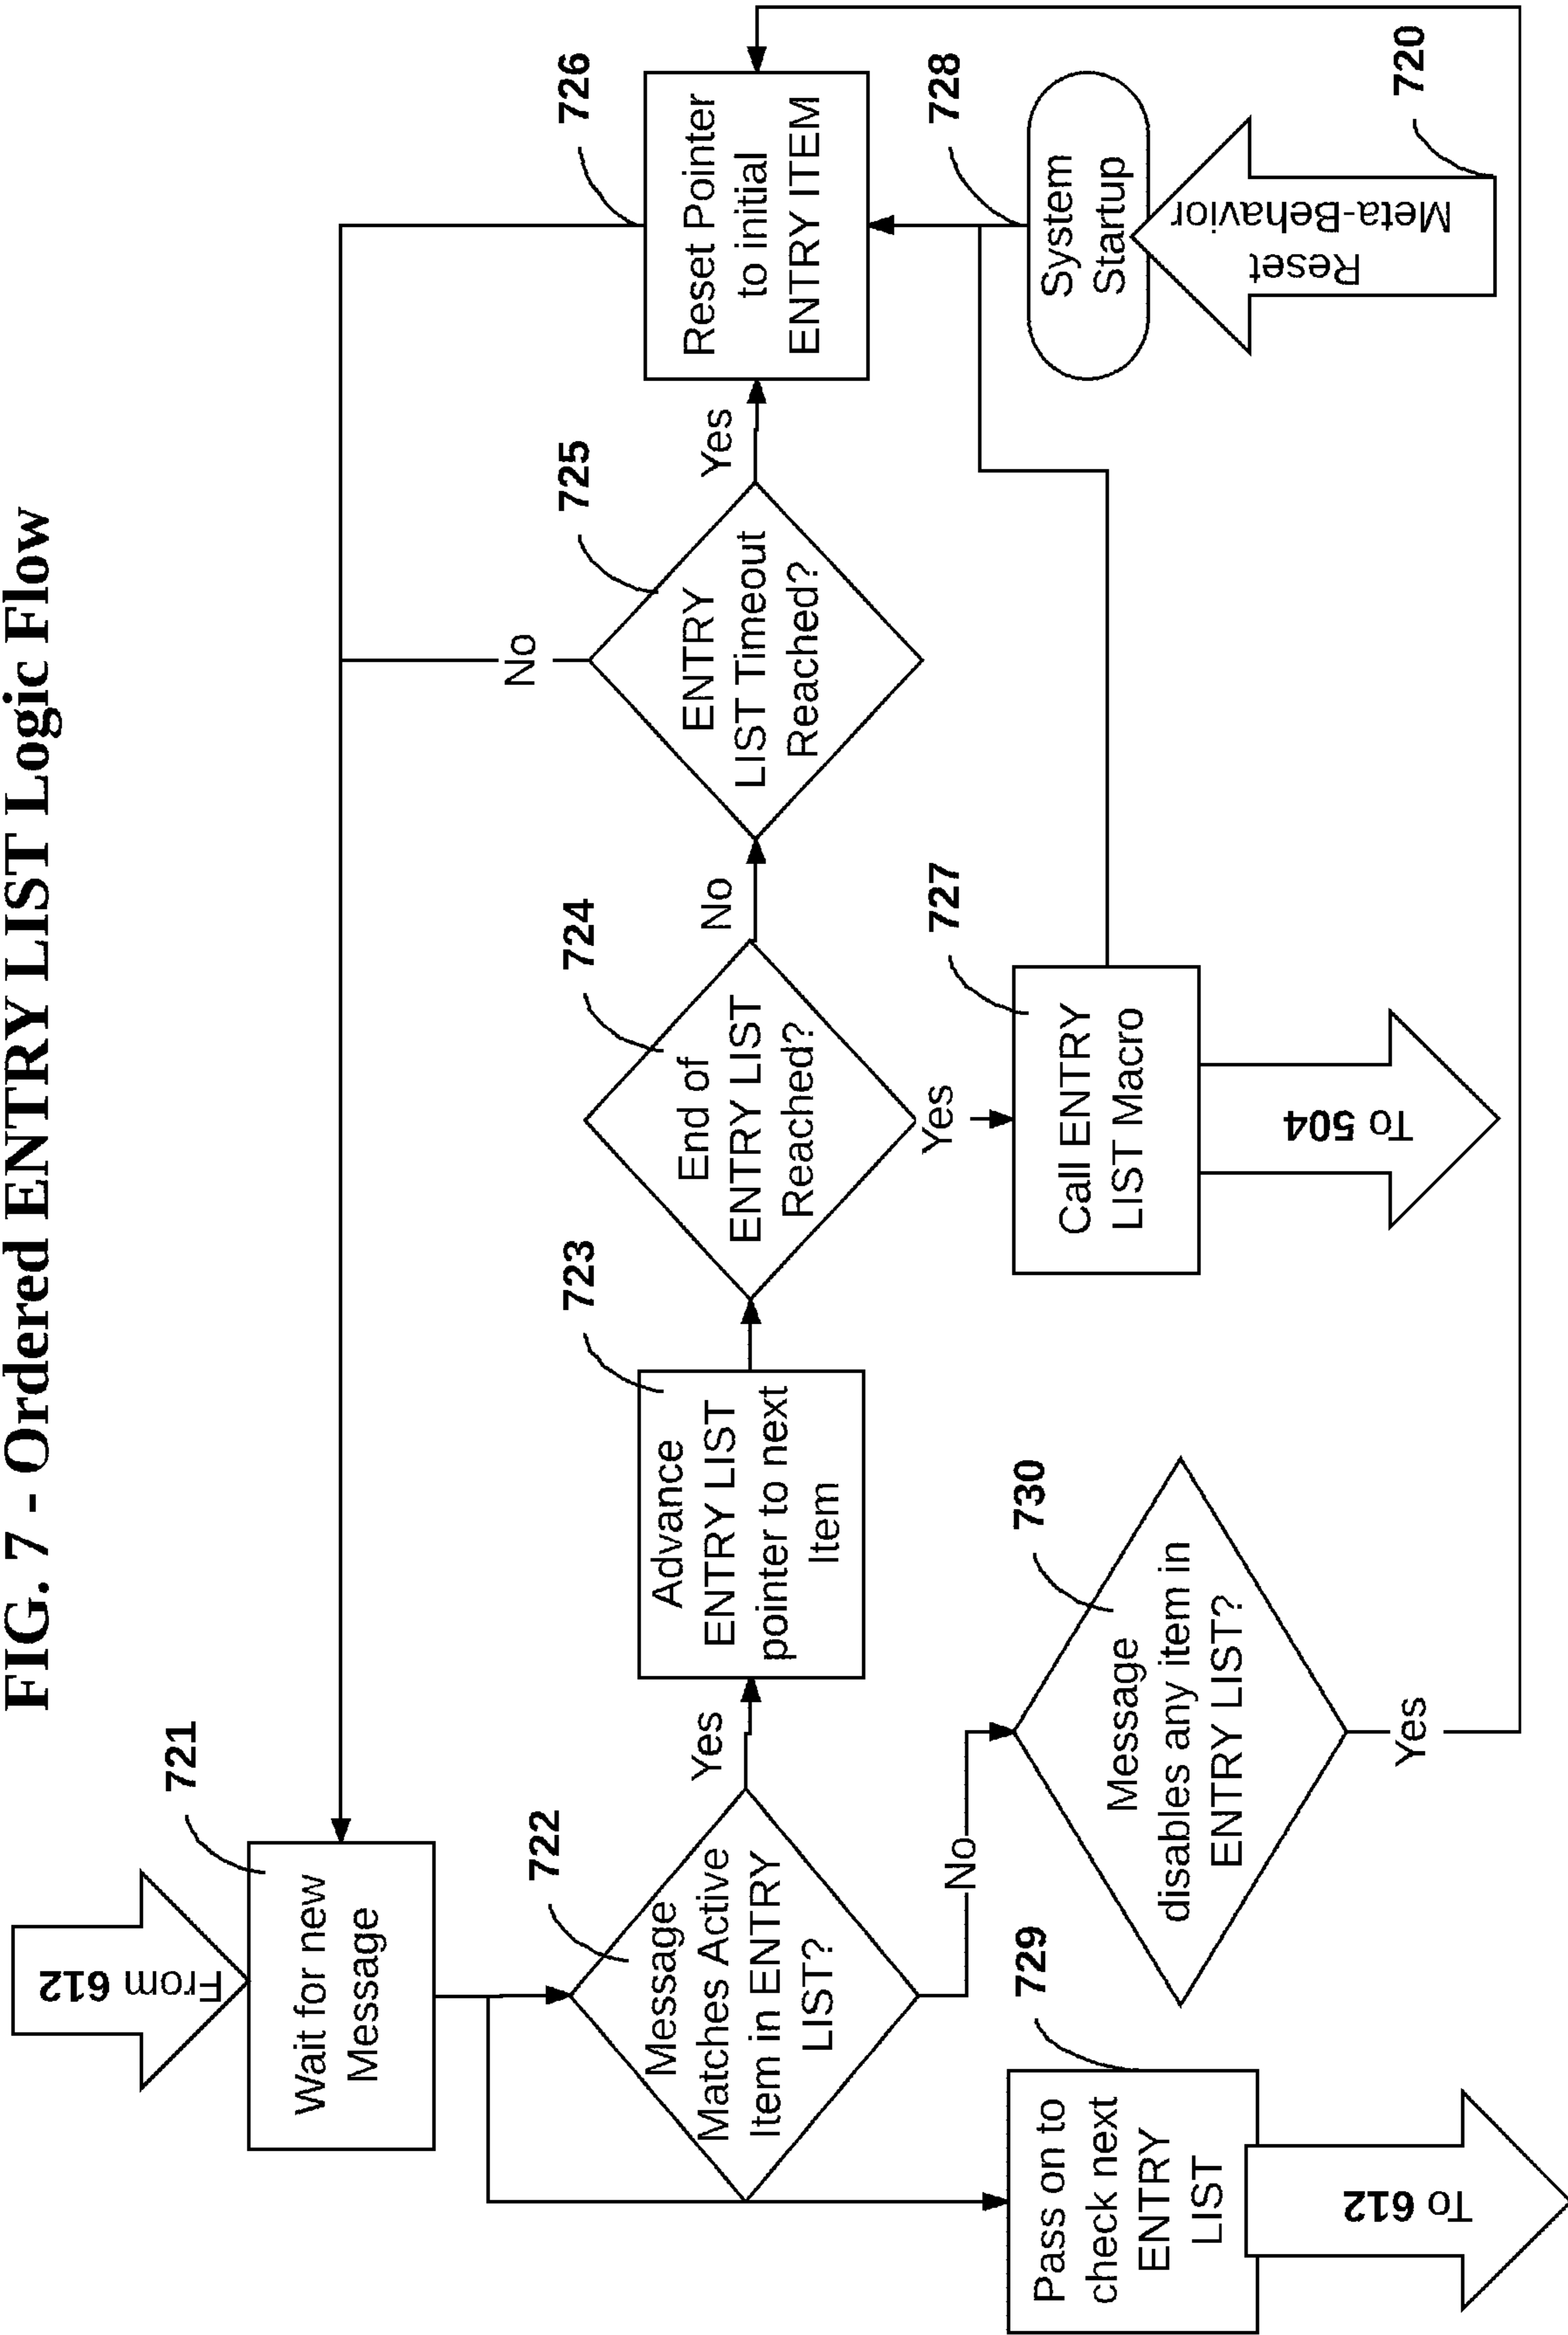 FIG. 7 - Ordered ENTRY LIST Logic Flow
From 612
721
Wait for new
Message
722
Message
Matches Active
Item in ENTRY
LIST?
Yes
723
Advance
ENTRY LIST
pointer to next
Item
724
End of
ENTRY LIST
Reached?
No
725
ENTRY
LIST Timeout
Reached?
No
Yes
726
Reset Pointer
to initial
ENTRY ITEM
No
729
Pass on to
check next
ENTRY
LIST
To 612
730
Message
disables any item in
ENTRY LIST?
Yes
Yes
727
Call ENTRY
LIST Macro
To 504
728
System
Startup
Reset
Meta-Behavior
720